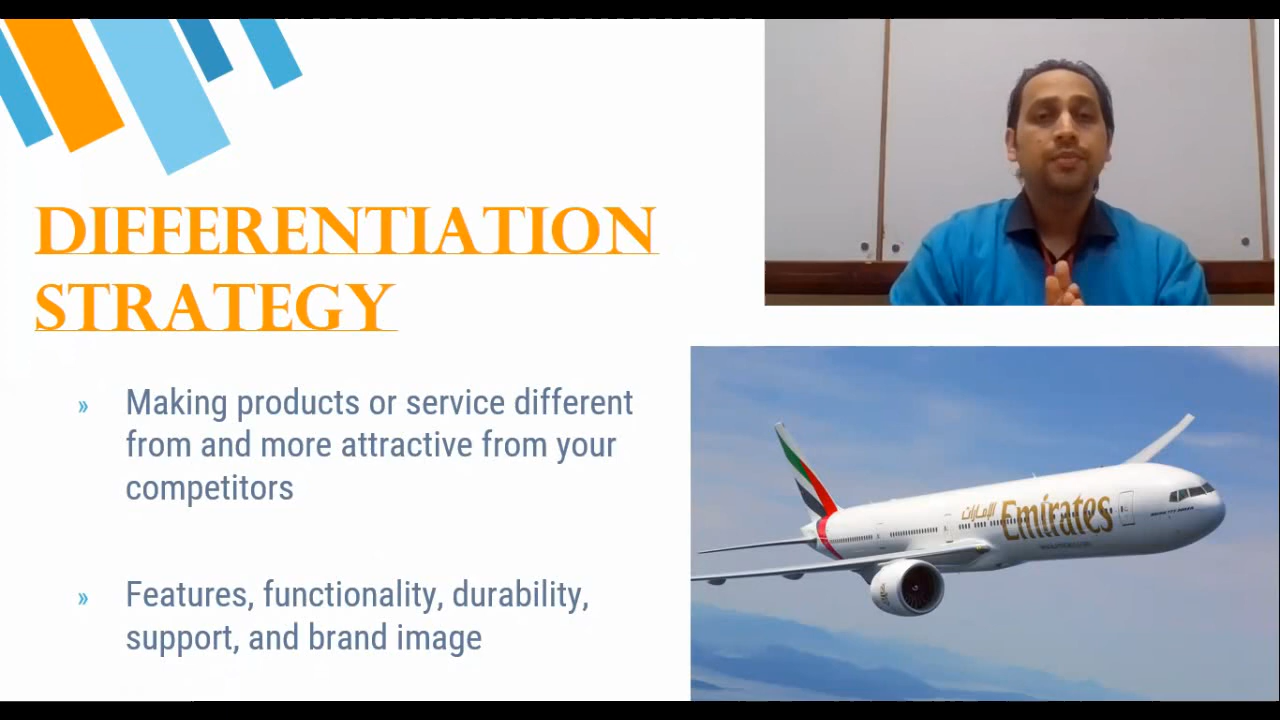 DIFFERENTIATION
STRATEGY
» Making products or service different
from and more attractive from your
competitors
» Features, functionality, durability,
support, and brand image
الإمارات Emirates